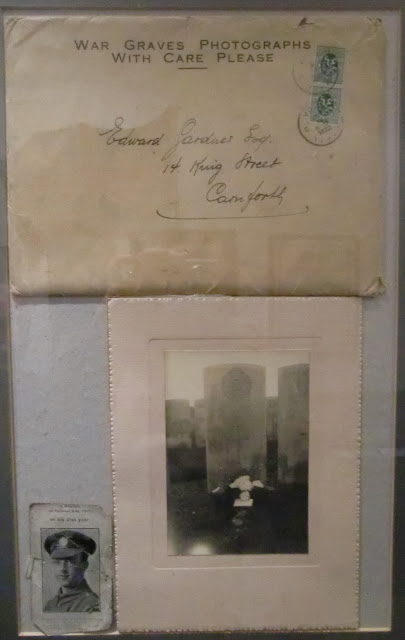 WAR GRAVES PHOTOGRAPHS
WITH CARE PLEASE
Edward Gardner Esq.
14 King Street
Carnforth